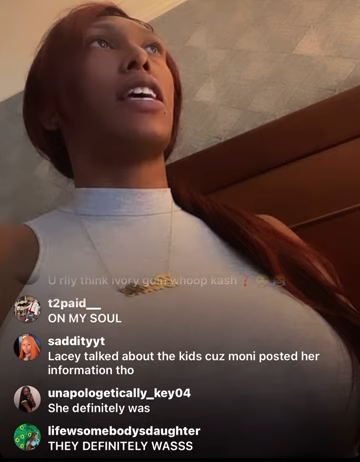 U rlly think ivory gon whoop kash ❓
t2paid__
ON MY SOUL
saddityyt
Lacey talked about the kids cuz moni posted her
information tho
unapologetically_key04
She definitely was
lifewsomebodysdaughter
THEY DEFINITELY WASSS